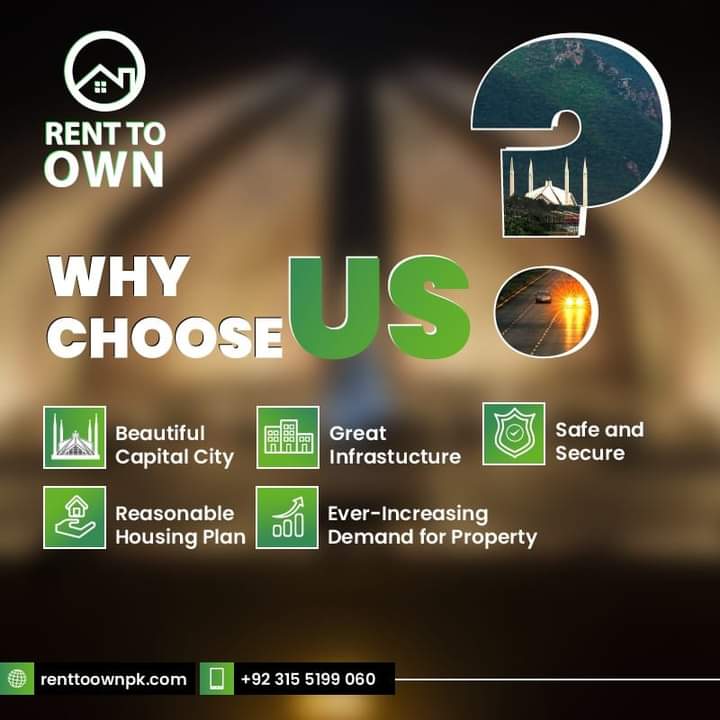 RENT TO
OWN
WHY
CHOOSE US ?
Beautiful
Capital City
Great
Infrastucture
Safe and
Secure
Reasonable
Housing Plan
Ever-Increasing
Demand for Property
renttoownpk.com
+92 315 5199 060